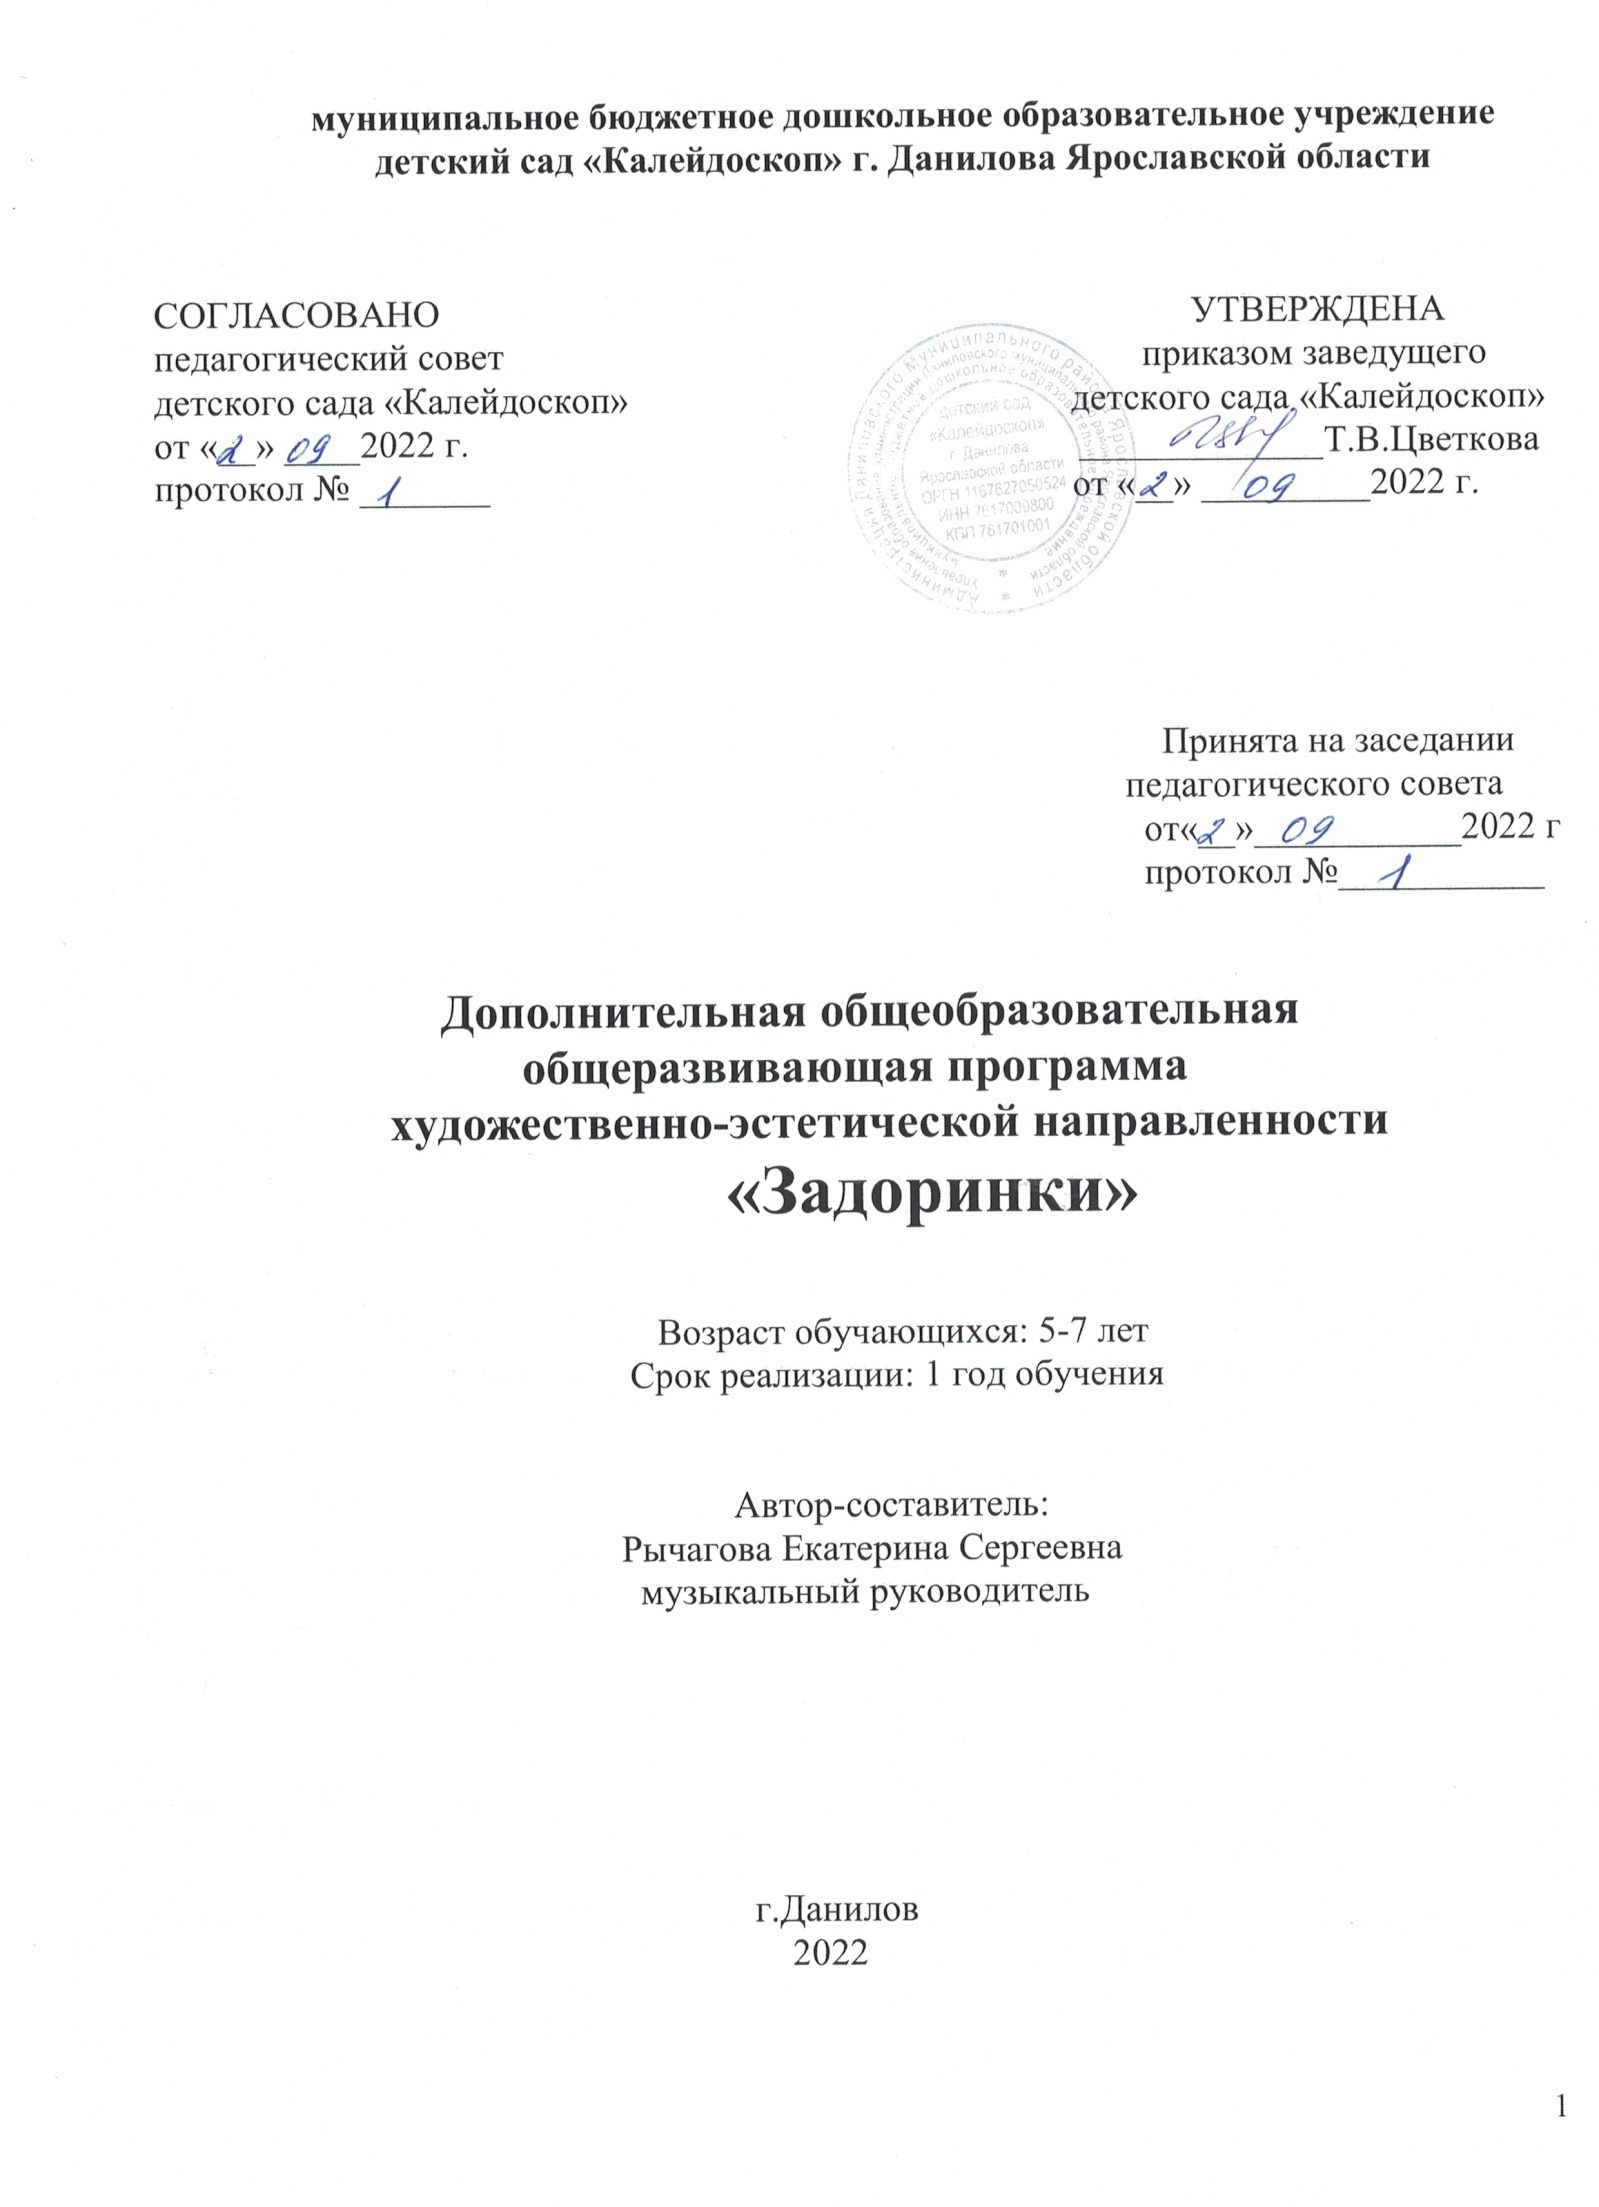 муниципальное бюджетное дошкольное образовательное учреждение
детский сад «Калейдоскоп» г. Данилова Ярославской области
СОГЛАСОВАНО
педагогический совет
детского сада «Калейдоскоп»
от «2» 09 2022 г.
протокол № 1
УТВЕРЖДЕНА
приказом заведущего
детского сада «Калейдоскоп»
Т.В.Цветкова
от «2» 09 2022 г.
детский сад
«Калейдоскоп»
г. Данилова
Ярославской области
ОРГН 1167627050524
ИНН 7617009800
КПП 761701001
Принята на заседании
педагогического совета
от«2» 09 2022 г
протокол № 1
Дополнительная общеобразовательная
общеразвивающая программа
художественно-эстетической направленности
«Задоринки»
Возраст обучающихся: 5-7 лет
Срок реализации: 1 год обучения
Автор-составитель:
Рычагова Екатерина Сергеевна
музыкальный руководитель
г.Данилов
2022
1